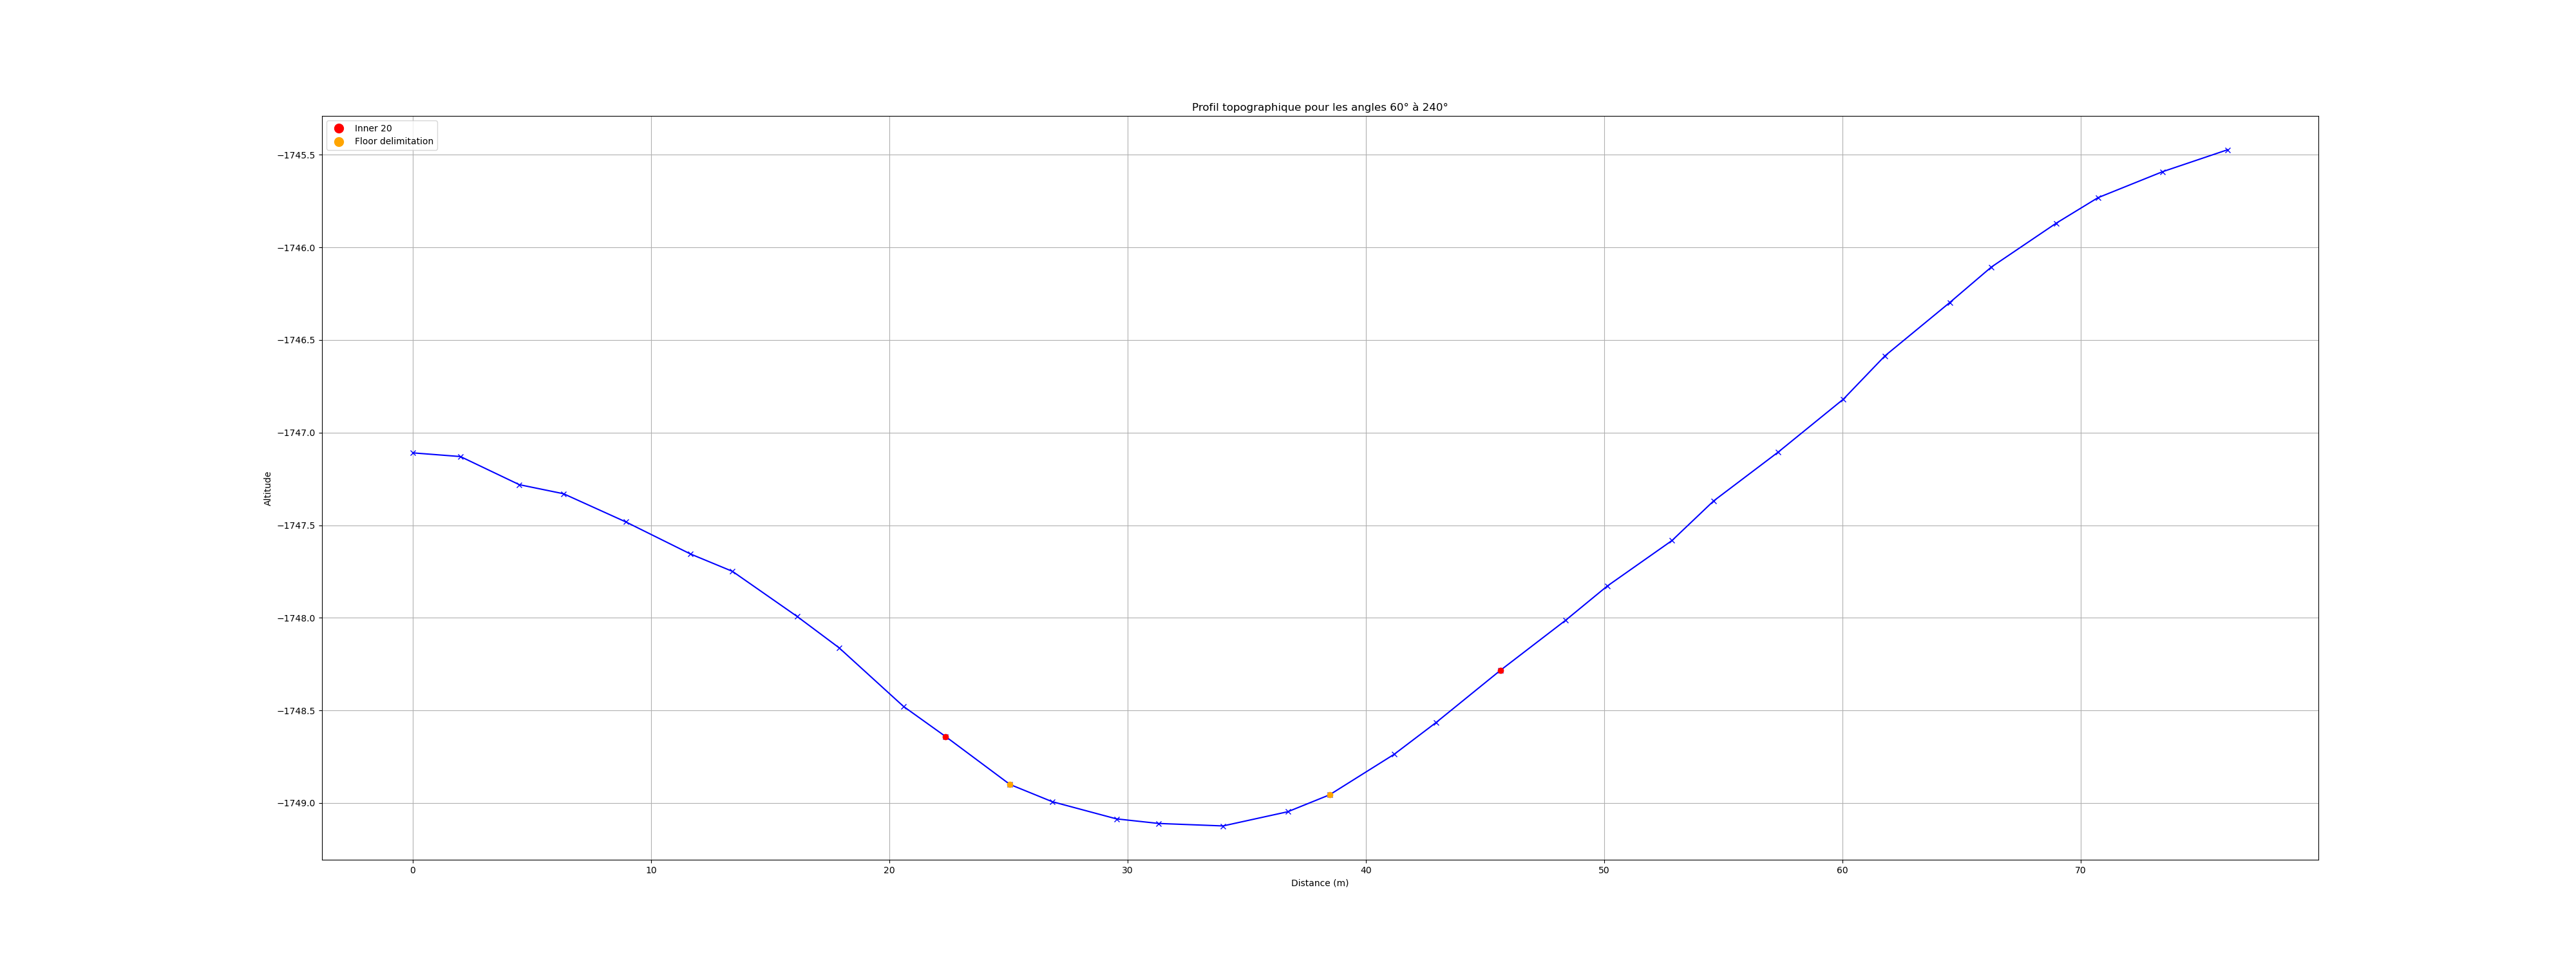 Profil topographique pour les angles 60° à 240°
Inner 20
Floor delimitation
−1745.5
−1746.0
−1746.5
−1747.0
−1747.5
−1748.0
−1748.5
−1749.0
Altitude
0 10 20 30 40 50 60 70
Distance (m)